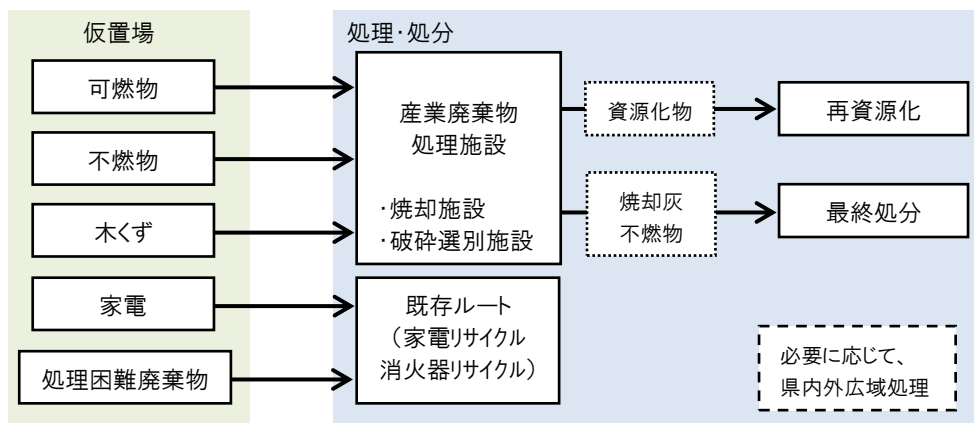 仮置場
可燃物
不燃物
木くず
家電
処理困難廃棄物
処理・処分
産業廃棄物
処理施設
・焼却施設
・破砕選別施設
既存ルート
（家電リサイクル
消火器リサイクル）
資源化物
再資源化
焼却灰
不燃物
最終処分
必要に応じて、
県内外広域処理